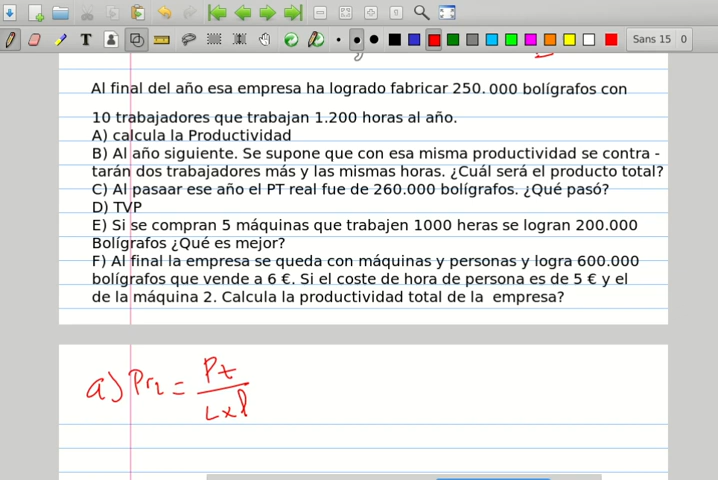 Sans 15 0
Al final del año esa empresa ha logrado fabricar 250.000 bolígrafos con
10 trabajadores que trabajan 1.200 horas al año.
A) calcula la Productividad
B) Al año siguiente. Se supone que con esa misma productividad se contra -
tarán dos trabajadores más y las mismas horas. ¿Cuál será el producto total?
C) Al pasaar ese año el PT real fue de 260.000 bolígrafos. ¿Qué pasó?
D) TVP
E) Si se compran 5 máquinas que trabajen 1000 heras se logran 200.000
Bolígrafos ¿Qué es mejor?
F) Al final la empresa se queda con máquinas y personas y logra 600.000
bolígrafos que vende a 6 €. Si el coste de hora de persona es de 5 € y el
de la máquina 2. Calcula la productividad total de la empresa?
a) Pr2 = Pt
L x l